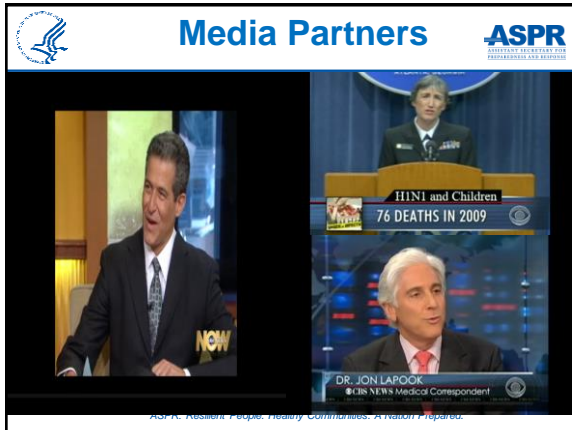 Media Partners
ASPR
ASSISTANT SECRETARY FOR
PREPAREDNESS AND RESPONSE
H1N1 and Children
76 DEATHS IN 2009
NOW
DR. JON LAPOOK
CBS NEWS Medical Correspondent
ASPR: Resilient People. Healthy Communities. A Nation Prepared.